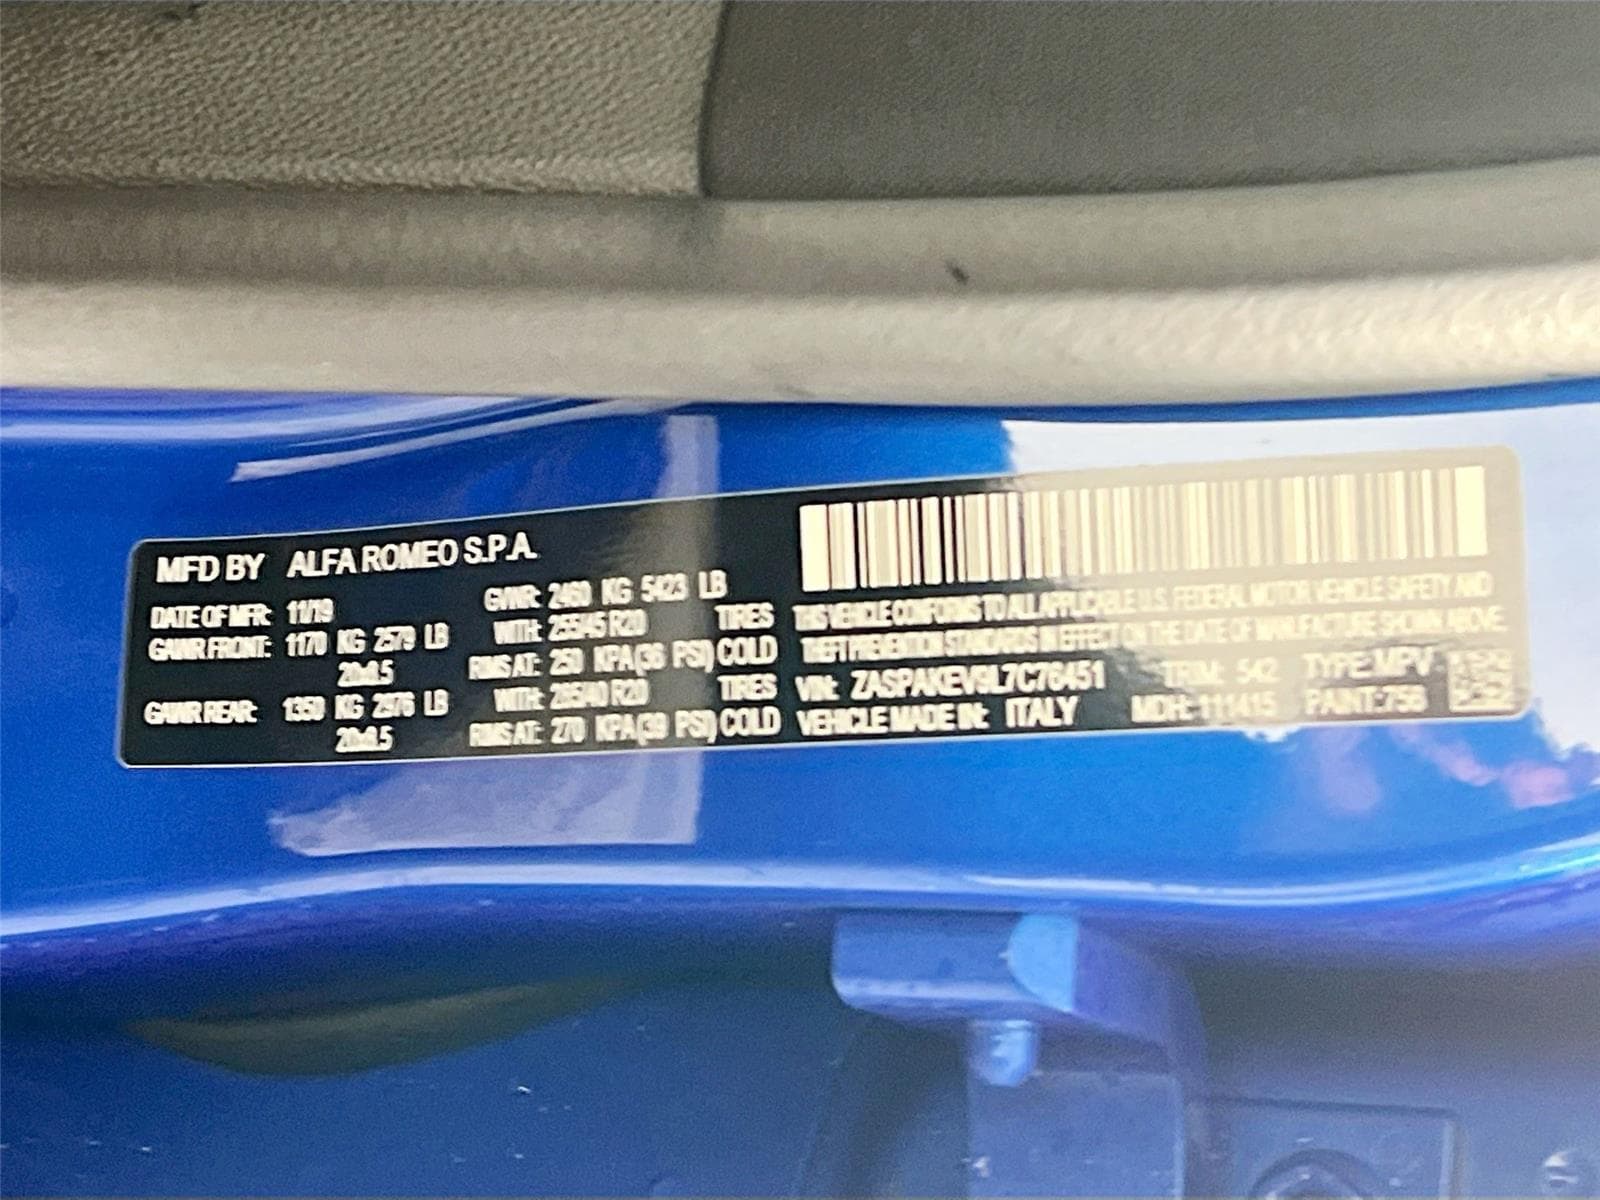 MFD BY ALFA ROMEO S.P.A.
DATE OF MFR: 11/19 GVWR: 2460 KG 5423 LB
GAWR FRONT: 1170 KG 2579 LB WITH: 255/45 R20 TIRES
20x8.5 RIMS AT: 250 KPA(36 PSI) COLD
GAWR REAR: 1350 KG 2976 LB WITH: 285/40 R20 TIRES
20x8.5 RIMS AT: 270 KPA(39 PSI) COLD
THIS VEHICLE CONFORMS TO ALL APPLICABLE U.S. FEDERAL MOTOR VEHICLE SAFETY AND
THEFT PREVENTION STANDARDS IN EFFECT ON THE DATE OF MANUFACTURE SHOWN ABOVE.
VIN: ZASPAKEV9L7C76451 TRIM: 542 TYPE:MPV
VEHICLE MADE IN: ITALY MDH: 111415 PAINT:756